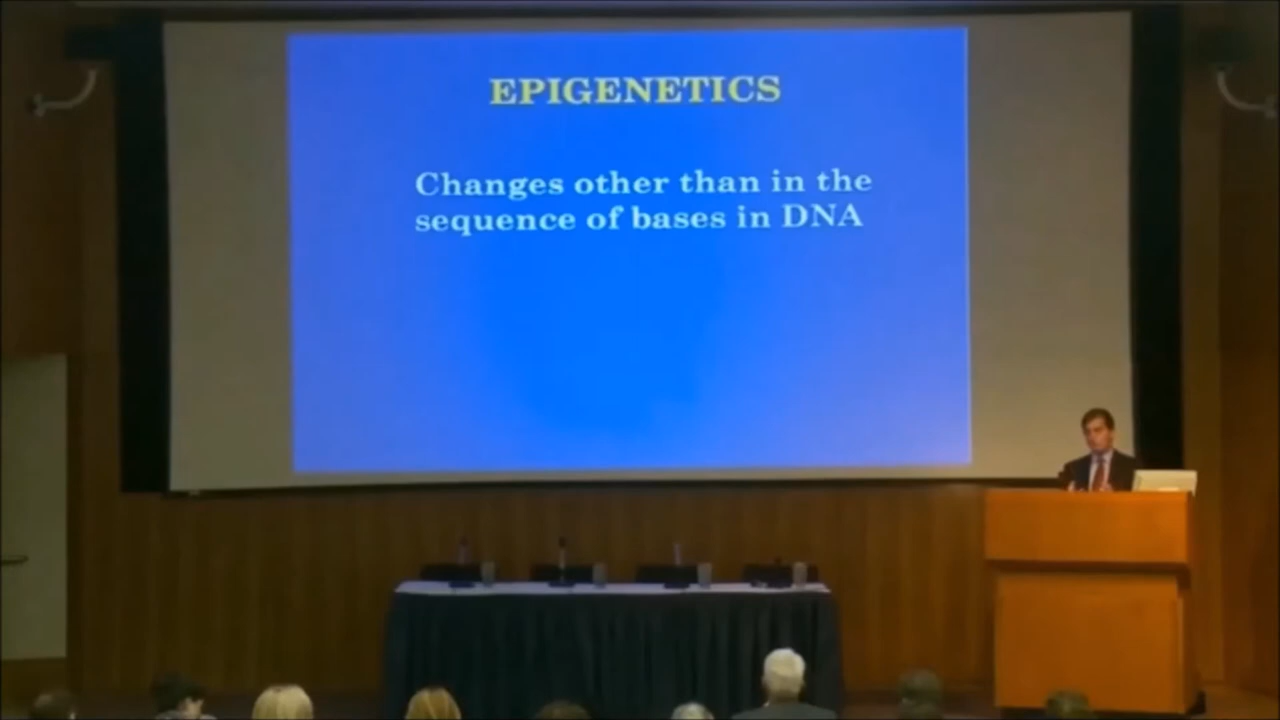 EPIGENETICS
Changes other than in the
sequence of bases in DNA